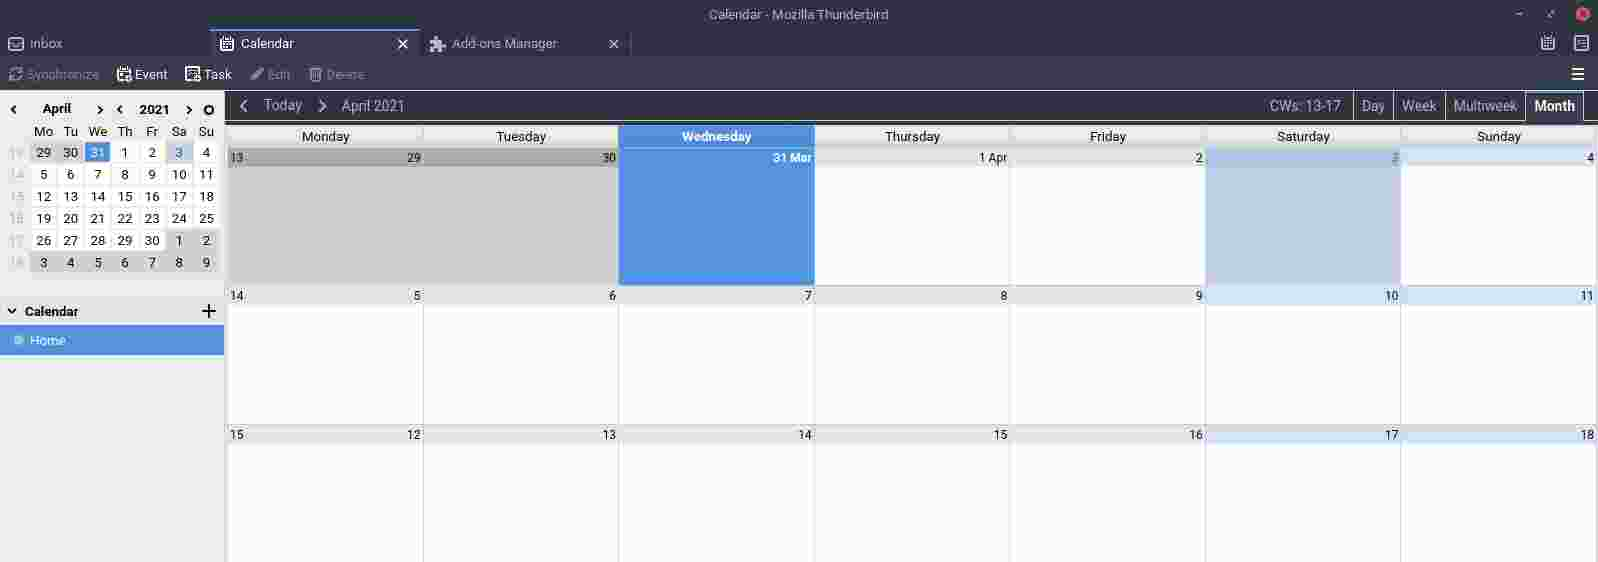 Calendar - Mozilla Thunderbird
Inbox Calendar Add-ons Manager
Synchronize Event Task Edit Delete
April 2021
Today April 2021 CWs: 13-17 Day Week Multiweek Month
Mo Tu We Th Fr Sa Su
29 30 31 1 2 3 4
14 5 6 7 8 9 10 11
15 12 13 14 15 16 17 18
19 20 21 22 23 24 25
17 26 27 28 29 30 1 2
3 4 5 6 7 8 9
Calendar
Home
Monday Tuesday Wednesday Thursday Friday Saturday Sunday
13 29 30 31 Mar 1 Apr 2 3 4
14 5 6 7 8 9 10 11
15 12 13 14 15 16 17 18